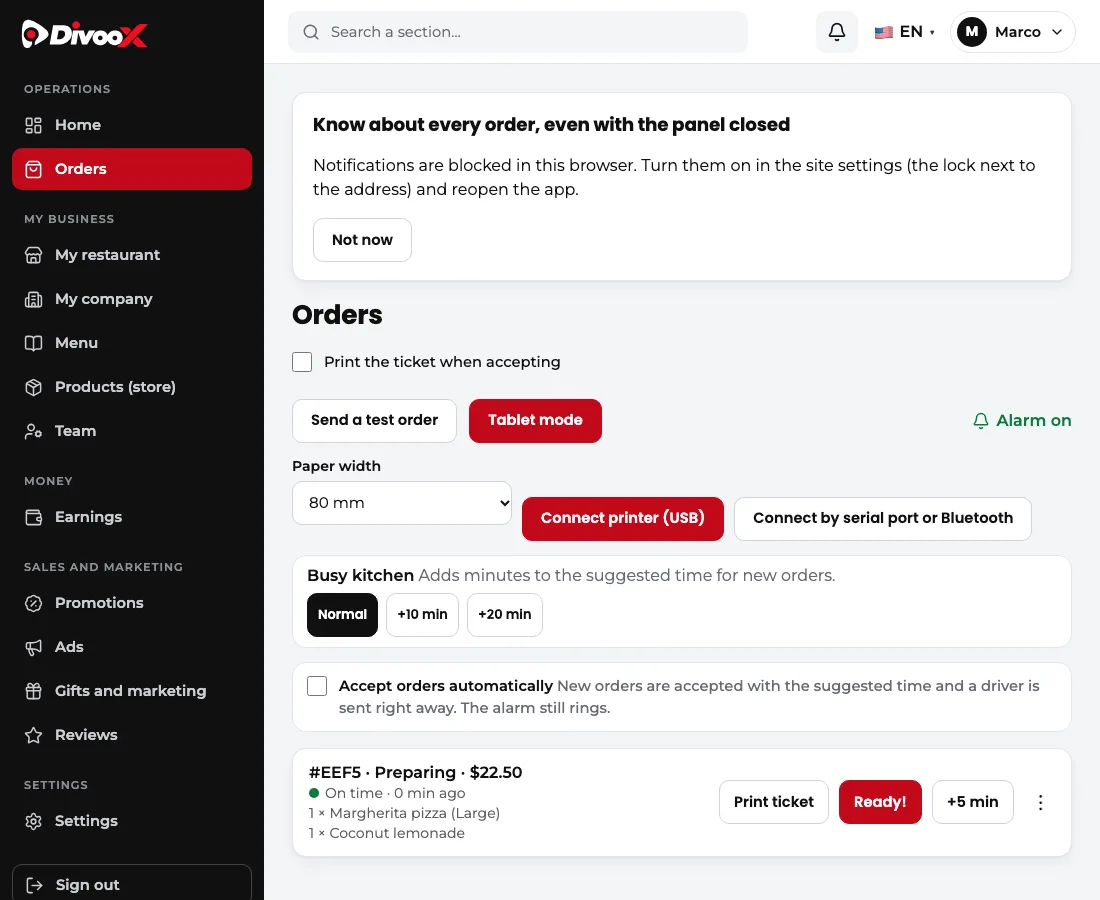 DivooX
Search a section...
EN
M
Marco
OPERATIONS
Home
Orders
MY BUSINESS
My restaurant
My company
Menu
Products (store)
Team
MONEY
Earnings
SALES AND MARKETING
Promotions
Ads
Gifts and marketing
Reviews
SETTINGS
Settings
Sign out
Know about every order, even with the panel closed
Notifications are blocked in this browser. Turn them on in the site settings (the lock next to
the address) and reopen the app.
Not now
Orders
Print the ticket when accepting
Send a test order
Tablet mode
Alarm on
Paper width
80 mm
Connect printer (USB)
Connect by serial port or Bluetooth
Busy kitchen Adds minutes to the suggested time for new orders.
Normal
+10 min
+20 min
Accept orders automatically New orders are accepted with the suggested time and a driver is
sent right away. The alarm still rings.
#EEF5 · Preparing · $22.50
On time · 0 min ago
1 × Margherita pizza (Large)
1 × Coconut lemonade
Print ticket
Ready!
+5 min